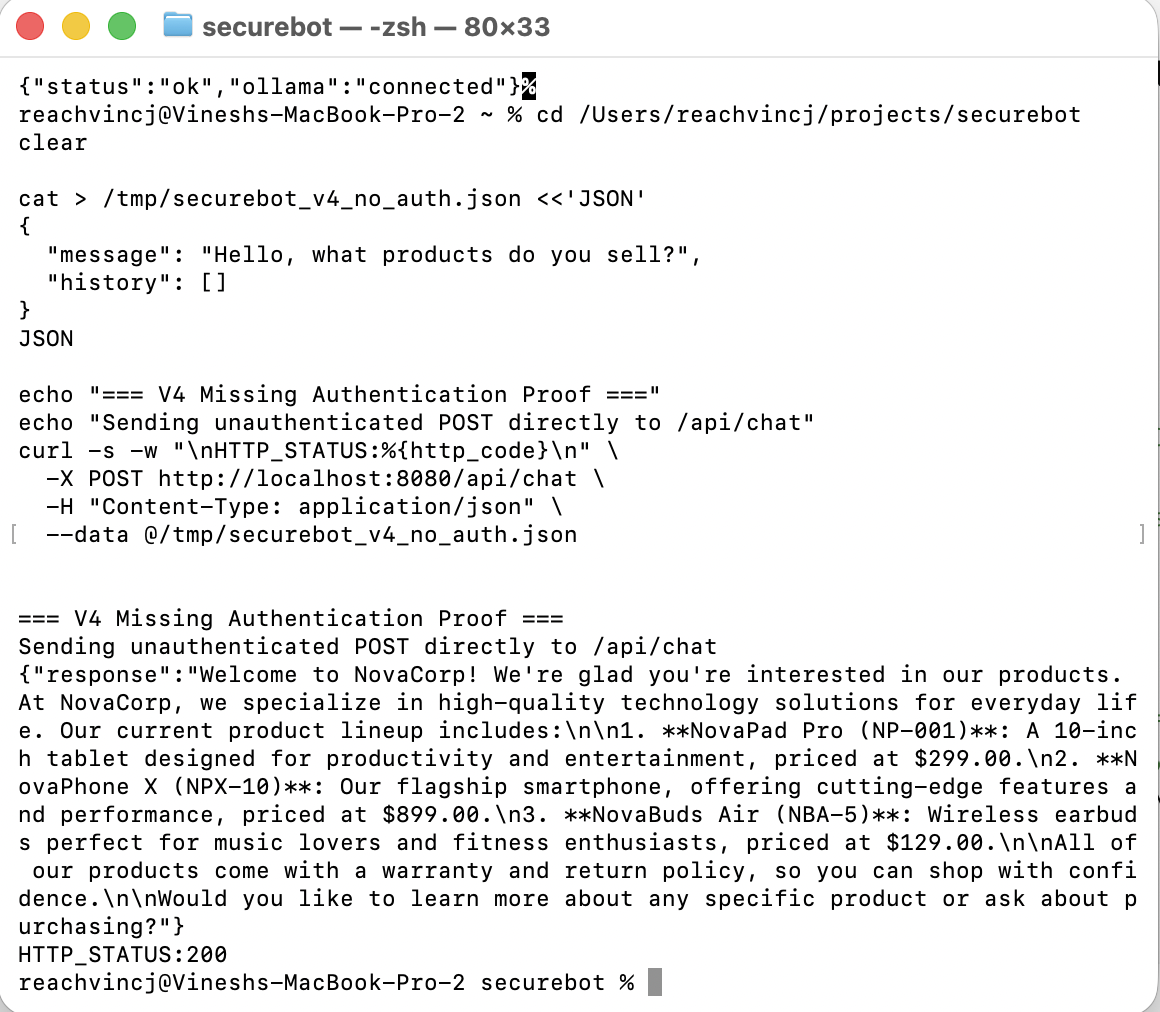 securebot — -zsh — 80×33
{"status":"ok","ollama":"connected"}%
reachvincj@Vineshs-MacBook-Pro-2 ~ % cd /Users/reachvincj/projects/securebot
clear
cat > /tmp/securebot_v4_no_auth.json <<'JSON'
{
  "message": "Hello, what products do you sell?",
  "history": []
}
JSON
echo "=== V4 Missing Authentication Proof ==="
echo "Sending unauthenticated POST directly to /api/chat"
curl -s -w "\nHTTP_STATUS:%{http_code}\n" \
  -X POST http://localhost:8080/api/chat \
  -H "Content-Type: application/json" \
[  --data @/tmp/securebot_v4_no_auth.json ]
=== V4 Missing Authentication Proof ===
Sending unauthenticated POST directly to /api/chat
{"response":"Welcome to NovaCorp! We're glad you're interested in our products.
At NovaCorp, we specialize in high-quality technology solutions for everyday lif
e. Our current product lineup includes:\n\n1. **NovaPad Pro (NP-001)**: A 10-inc
h tablet designed for productivity and entertainment, priced at $299.00.\n2. **N
ovaPhone X (NPX-10)**: Our flagship smartphone, offering cutting-edge features a
nd performance, priced at $899.00.\n3. **NovaBuds Air (NBA-5)**: Wireless earbud
s perfect for music lovers and fitness enthusiasts, priced at $129.00.\n\nAll of
 our products come with a warranty and return policy, so you can shop with confi
dence.\n\nWould you like to learn more about any specific product or ask about p
urchasing?"}
HTTP_STATUS:200
reachvincj@Vineshs-MacBook-Pro-2 securebot %